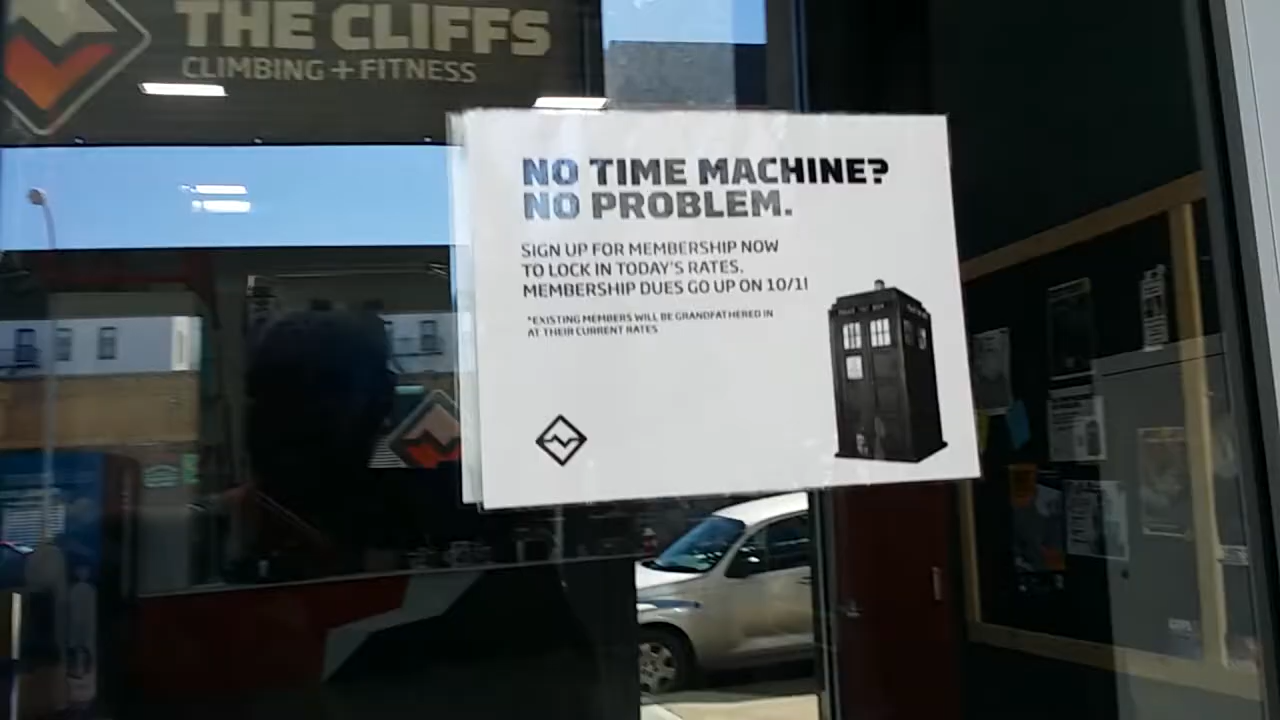 THE CLIFFS
CLIMBING + FITNESS
NO TIME MACHINE?
NO PROBLEM.
SIGN UP FOR MEMBERSHIP NOW
TO LOCK IN TODAY'S RATES.
MEMBERSHIP DUES GO UP ON 10/1!
*EXISTING MEMBERS WILL BE GRANDFATHERED IN
AT THEIR CURRENT RATES